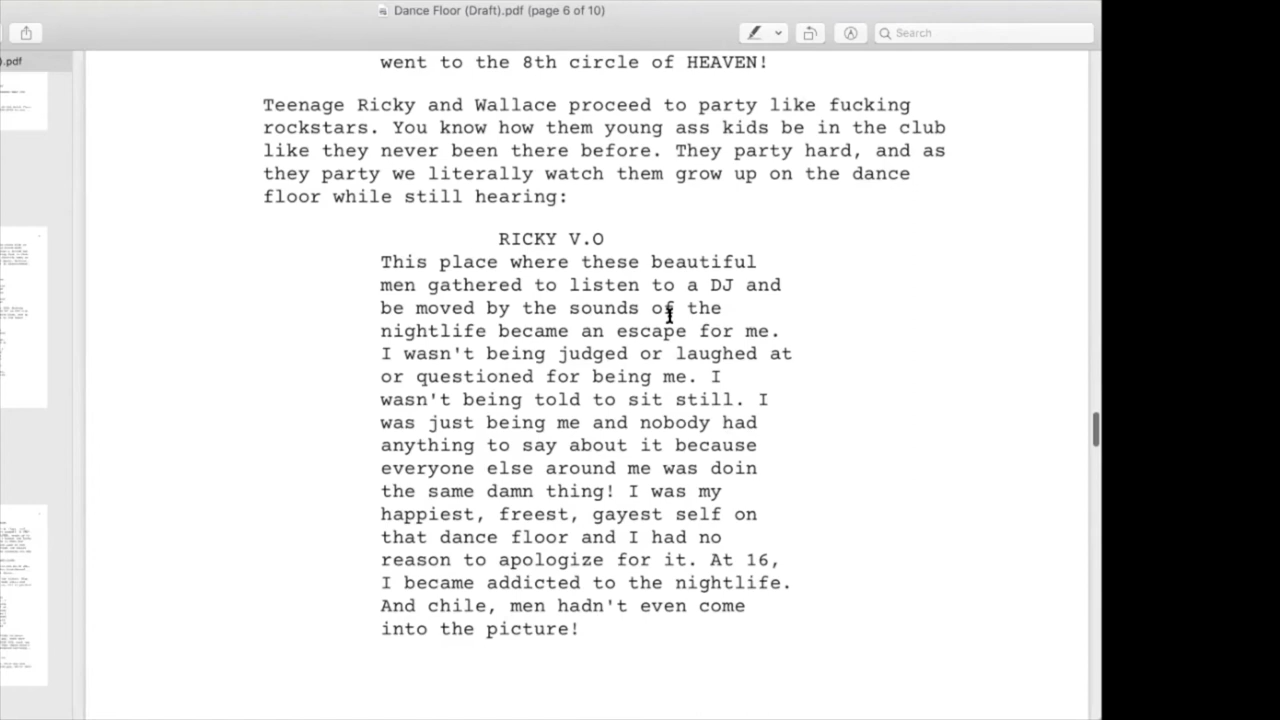 Dance Floor (Draft).pdf (page 6 of 10)
Search
).pdf
went to the 8th circle of HEAVEN!
Teenage Ricky and Wallace proceed to party like fucking
rockstars. You know how them young ass kids be in the club
like they never been there before. They party hard, and as
they party we literally watch them grow up on the dance
floor while still hearing:
RICKY V.O
This place where these beautiful
men gathered to listen to a DJ and
be moved by the sounds of the
nightlife became an escape for me.
I wasn't being judged or laughed at
or questioned for being me. I
wasn't being told to sit still. I
was just being me and nobody had
anything to say about it because
everyone else around me was doin
the same damn thing! I was my
happiest, freest, gayest self on
that dance floor and I had no
reason to apologize for it. At 16,
I became addicted to the nightlife.
And chile, men hadn't even come
into the picture!